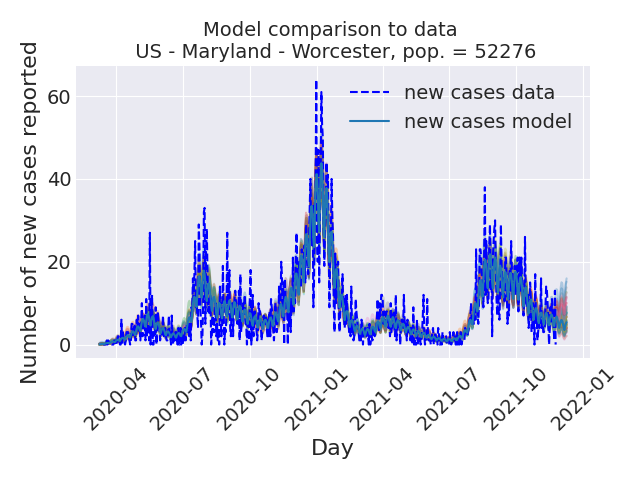 Model comparison to data
US - Maryland - Worcester, pop. = 52276
Number of new cases reported
60
40
20
0
new cases data
new cases model
2020-04
2020-07
2020-10
2021-01
2021-04
2021-07
2021-10
2022-01
Day